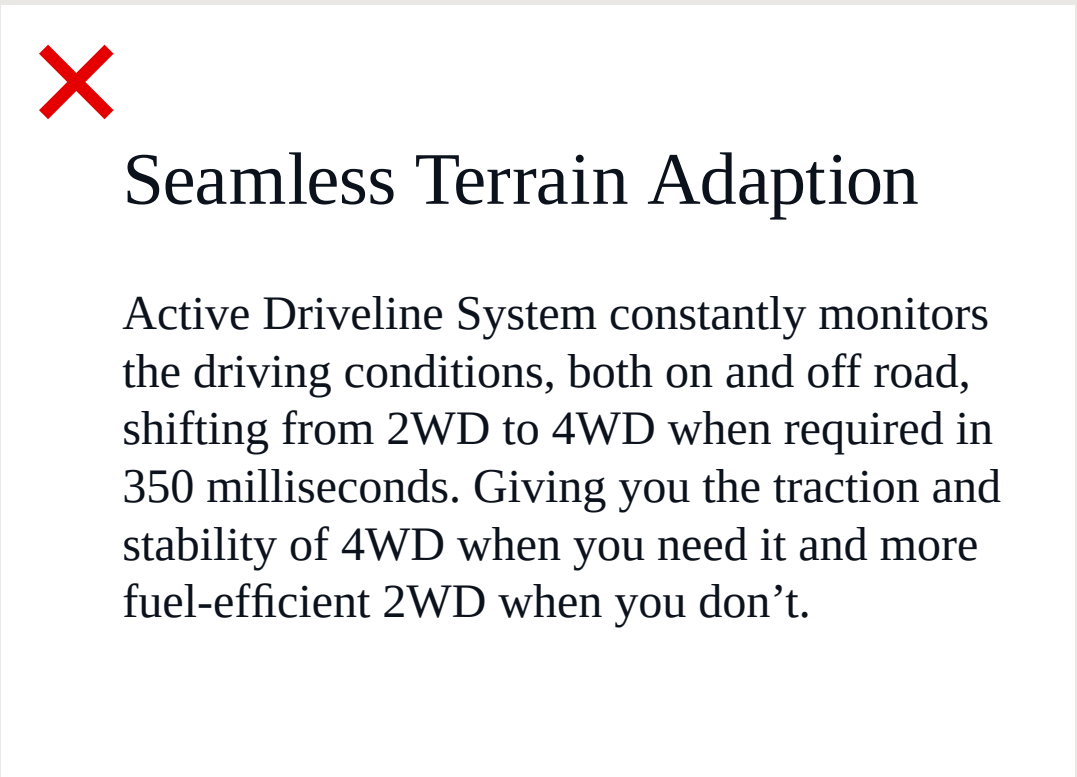 Seamless Terrain Adaption
Active Driveline System constantly monitors
the driving conditions, both on and off road,
shifting from 2WD to 4WD when required in
350 milliseconds. Giving you the traction and
stability of 4WD when you need it and more
fuel-efficient 2WD when you don’t.